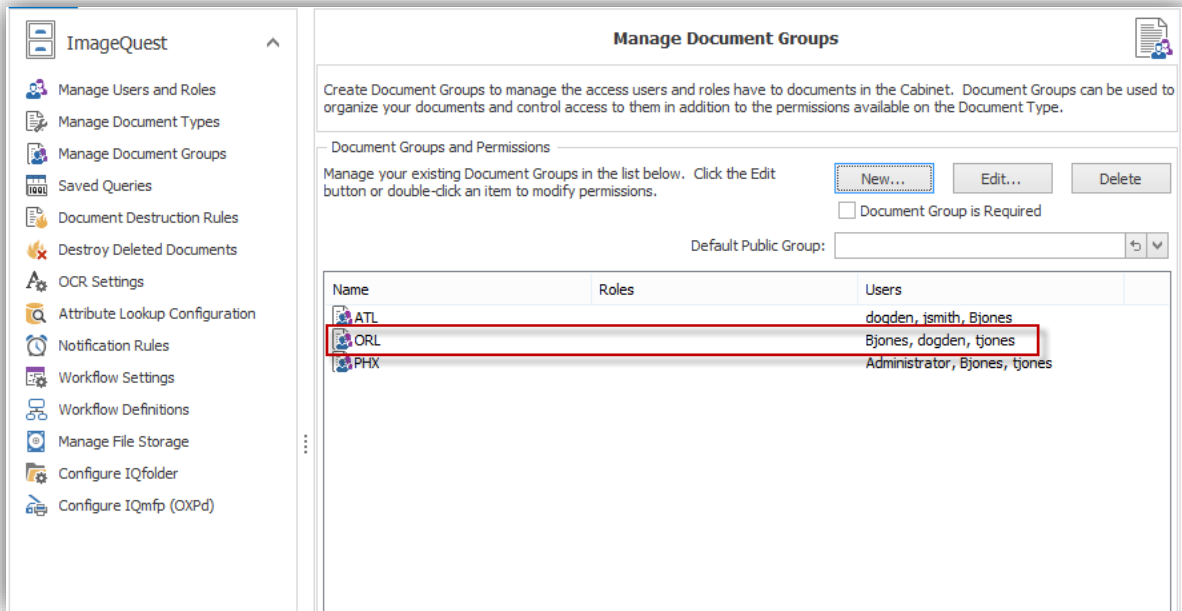 ImageQuest
Manage Users and Roles
Manage Document Types
Manage Document Groups
Saved Queries
Document Destruction Rules
Destroy Deleted Documents
OCR Settings
Attribute Lookup Configuration
Notification Rules
Workflow Settings
Workflow Definitions
Manage File Storage
Configure IQfolder
Configure IQmfp (OXPd)
Manage Document Groups
Create Document Groups to manage the access users and roles have to documents in the Cabinet. Document Groups can be used to
organize your documents and control access to them in addition to the permissions available on the Document Type.
Document Groups and Permissions
Manage your existing Document Groups in the list below. Click the Edit
button or double-click an item to modify permissions.
New... Edit... Delete
Document Group is Required
Default Public Group:
Name Roles Users
ATL dogden, jsmith, Bjones
ORL Bjones, dogden, tjones
PHX Administrator, Bjones, tjones